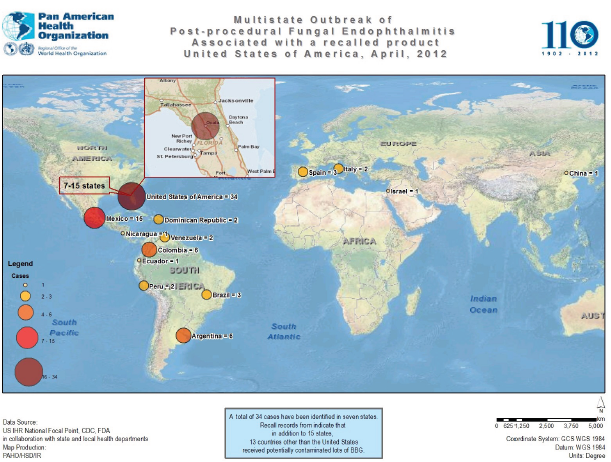 Pan American
Health
Organization
Regional Office of the
World Health Organization
Multistate Outbreak of
Post-procedural Fungal Endophthalmitis
Associated with a recalled product
United States of America, April, 2012
110
1902 - 2012
Albany
Tallahassee
Jacksonville
Daytona
Beach
New Port
Richey
FLORIDA
Clearwater
Tampa
St. Petersburg
Palm Bay
Fort
West Palm
NORTH
AMERICA
EUROPE
ASIA
7-15 states
United States of America = 34
Spain = 3
Italy = 2
China = 1
Israel = 1
Mexico = 15
Dominican Republic = 2
Nicaragua = 1
Venezuela = 2
Colombia = 6
Ecuador = 1
AFRICA
SOUTH
AMERICA
Peru = 2
Brazil = 3
Argentina = 6
Indian
Ocean
South
Atlantic
South
Pacific
AUST
Legend
Cases
1
2 - 3
4 - 6
7 - 15
16 - 34
Data Source:
US IHR National Focal Point, CDC, FDA
in collaboration with state and local health departments
Map Production:
PAHO/HSD/IR
A total of 34 cases have been identified in seven states.
Recall records from indicate that
in addition to 15 states,
13 countries other than the United States
received potentially contaminated lots of BBG.
N
km
0 625 1,250 2,500 3,750 5,000
Coordinate System: GCS WGS 1984
Datum: WGS 1984
Units: Degree